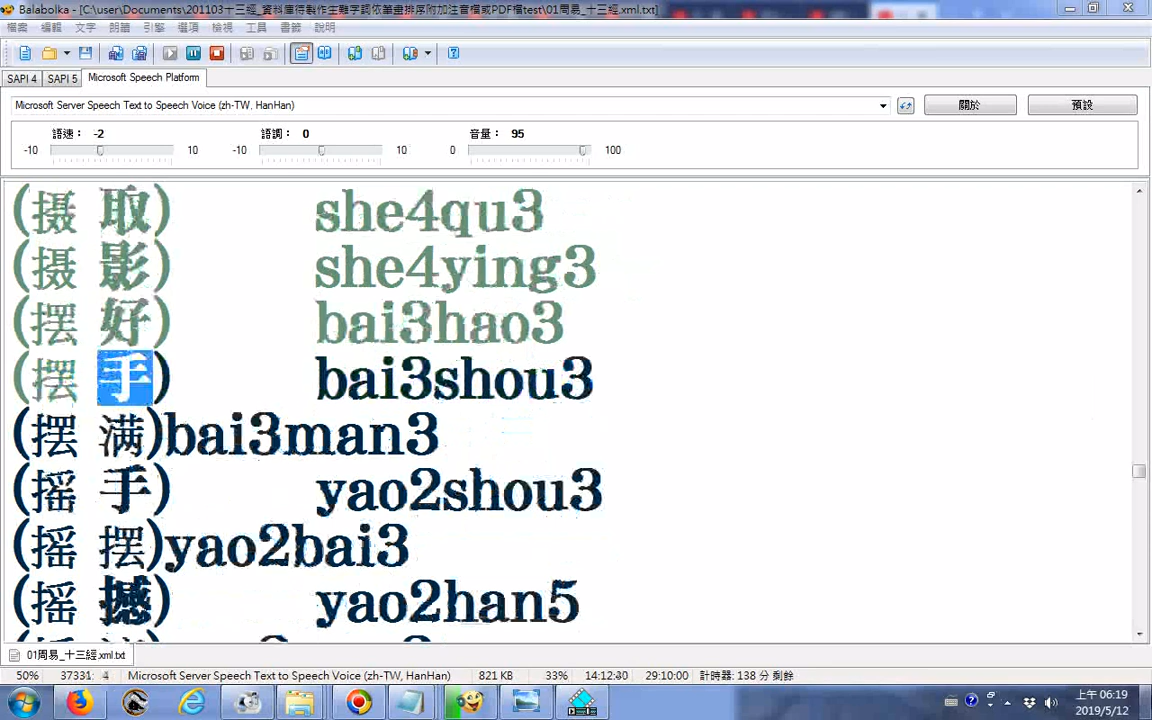 Balabolka - [C:\user\Documents\201103十三經_資料庫待製作生難字詞依筆畫排序附加注音檔或PDF檔test\01周易_十三經.xml.txt]
檔案 編輯 文字 朗誦 引擎 選項 檢視 工具 書籤 說明
SAPI 4 SAPI 5 Microsoft Speech Platform
Microsoft Server Speech Text to Speech Voice (zh-TW, HanHan) 關於 預設
語速： -2 語調： 0 音量： 95
-10 10 -10 10 0 100
(摄 取) she4qu3
(摄 影) she4ying3
(摆 好) bai3hao3
(摆 手) bai3shou3
(摆 满)bai3man3
(摇 手) yao2shou3
(摇 摆)yao2bai3
(摇 撼) yao2han5
01周易_十三經.xml.txt
50% 37331: 4 Microsoft Server Speech Text to Speech Voice (zh-TW, HanHan) 821 KB 33% 14:12:30 29:10:00 計時器: 138 分 剩餘
上午 06:19
2019/5/12